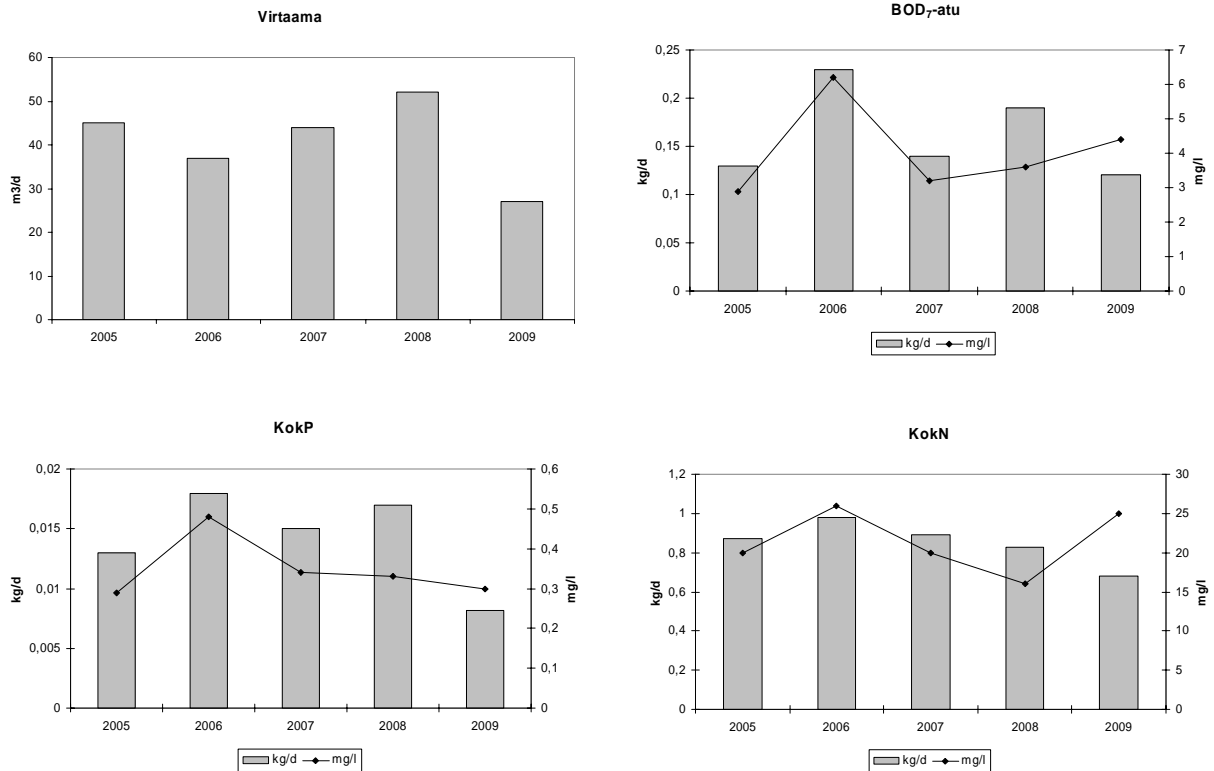 Virtaama
60
50
40
30
20
10
0
m3/d
2005 2006 2007 2008 2009
BOD₇-atu
0,25
0,2
0,15
0,1
0,05
0
kg/d
7
6
5
4
3
2
1
0
mg/l
2005 2006 2007 2008 2009
kg/d mg/l
KokP
0,02
0,015
0,01
0,005
0
kg/d
0,6
0,5
0,4
0,3
0,2
0,1
0
mg/l
2005 2006 2007 2008 2009
kg/d mg/l
KokN
1,2
1
0,8
0,6
0,4
0,2
0
kg/d
30
25
20
15
10
5
0
mg/l
2005 2006 2007 2008 2009
kg/d mg/l